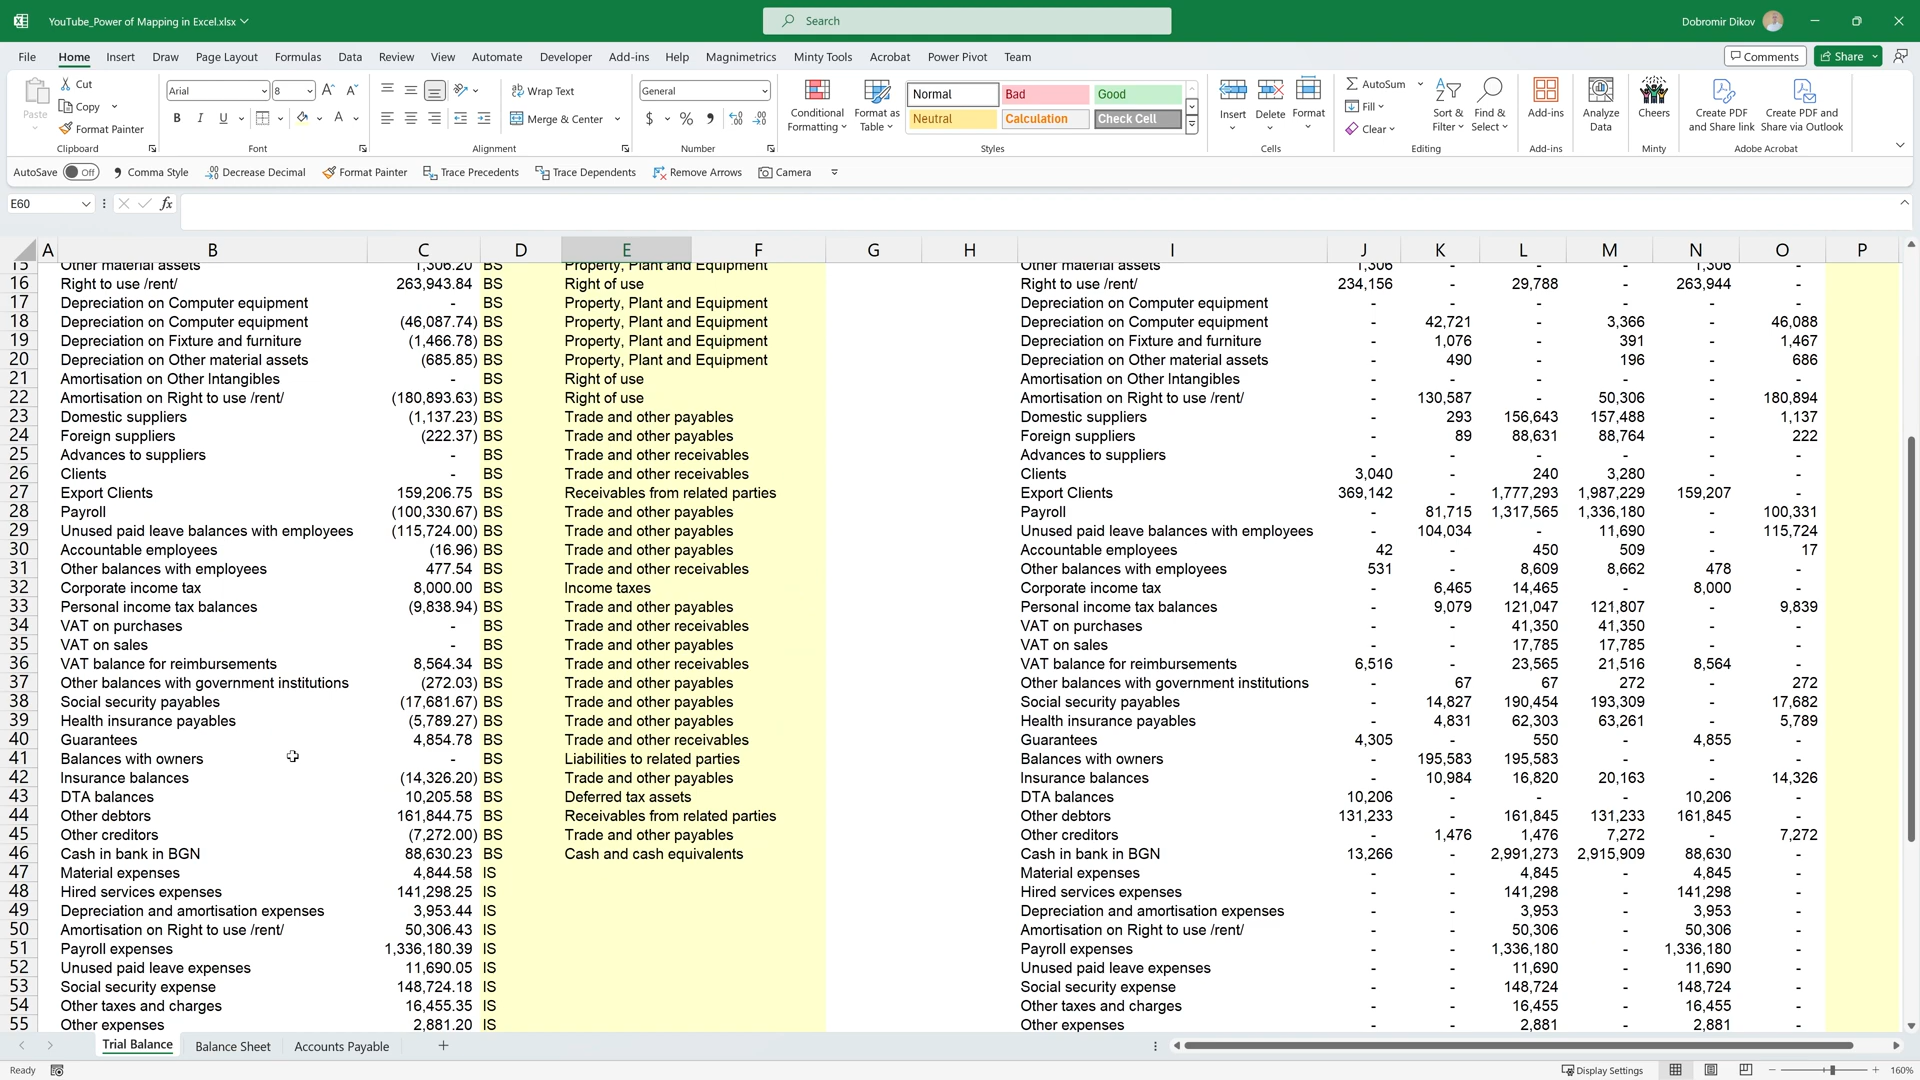 YouTube_Power of Mapping in Excel.xlsx
Search
Dobromir Dikov
File Home Insert Draw Page Layout Formulas Data Review View Automate Developer Add-ins Help Magnimetrics Minty Tools Acrobat Power Pivot Team Comments Share
Paste Cut Copy Format Painter Clipboard
Arial 8 B I U A Font
Wrap Text Merge & Center Alignment
General $ % Number
Conditional Formatting Format as Table Normal Bad Good Neutral Calculation Check Cell Styles
Insert Delete Format Cells
AutoSum Fill Clear Sort & Filter Find & Select Editing
Add-ins Add-ins
Analyze Data
Cheers Minty
Create PDF and Share link Create PDF and Share via Outlook Adobe Acrobat
AutoSave Off Comma Style Decrease Decimal Format Painter Trace Precedents Trace Dependents Remove Arrows Camera
E60 fx
A B C D E F G H I J K L M N O P
15 Other material assets 1,306.20 BS Property, Plant and Equipment Other material assets 1,306 - - - 1,306 -
16 Right to use /rent/ 263,943.84 BS Right of use Right to use /rent/ 234,156 - 29,788 - 263,944 -
17 Depreciation on Computer equipment - BS Property, Plant and Equipment Depreciation on Computer equipment - - - - - -
18 Depreciation on Computer equipment (46,087.74) BS Property, Plant and Equipment Depreciation on Computer equipment - 42,721 - 3,366 - 46,088
19 Depreciation on Fixture and furniture (1,466.78) BS Property, Plant and Equipment Depreciation on Fixture and furniture - 1,076 - 391 - 1,467
20 Depreciation on Other material assets (685.85) BS Property, Plant and Equipment Depreciation on Other material assets - 490 - 196 - 686
21 Amortisation on Other Intangibles - BS Right of use Amortisation on Other Intangibles - - - - - -
22 Amortisation on Right to use /rent/ (180,893.63) BS Right of use Amortisation on Right to use /rent/ - 130,587 - 50,306 - 180,894
23 Domestic suppliers (1,137.23) BS Trade and other payables Domestic suppliers - 293 156,643 157,488 - 1,137
24 Foreign suppliers (222.37) BS Trade and other payables Foreign suppliers - 89 88,631 88,764 - 222
25 Advances to suppliers - BS Trade and other receivables Advances to suppliers - - - - - -
26 Clients - BS Trade and other receivables Clients 3,040 - 240 3,280 - -
27 Export Clients 159,206.75 BS Receivables from related parties Export Clients 369,142 - 1,777,293 1,987,229 159,207 -
28 Payroll (100,330.67) BS Trade and other payables Payroll - 81,715 1,317,565 1,336,180 - 100,331
29 Unused paid leave balances with employees (115,724.00) BS Trade and other payables Unused paid leave balances with employees - 104,034 - 11,690 - 115,724
30 Accountable employees (16.96) BS Trade and other payables Accountable employees 42 - 450 509 - 17
31 Other balances with employees 477.54 BS Trade and other receivables Other balances with employees 531 - 8,609 8,662 478 -
32 Corporate income tax 8,000.00 BS Income taxes Corporate income tax - 6,465 14,465 - 8,000 -
33 Personal income tax balances (9,838.94) BS Trade and other payables Personal income tax balances - 9,079 121,047 121,807 - 9,839
34 VAT on purchases - BS Trade and other receivables VAT on purchases - - 41,350 41,350 - -
35 VAT on sales - BS Trade and other payables VAT on sales - - 17,785 17,785 - -
36 VAT balance for reimbursements 8,564.34 BS Trade and other receivables VAT balance for reimbursements 6,516 - 23,565 21,516 8,564 -
37 Other balances with government institutions (272.03) BS Trade and other payables Other balances with government institutions - 67 67 272 - 272
38 Social security payables (17,681.67) BS Trade and other payables Social security payables - 14,827 190,454 193,309 - 17,682
39 Health insurance payables (5,789.27) BS Trade and other payables Health insurance payables - 4,831 62,303 63,261 - 5,789
40 Guarantees 4,854.78 BS Trade and other receivables Guarantees 4,305 - 550 - 4,855 -
41 Balances with owners - BS Liabilities to related parties Balances with owners - 195,583 195,583 - - -
42 Insurance balances (14,326.20) BS Trade and other payables Insurance balances - 10,984 16,820 20,163 - 14,326
43 DTA balances 10,205.58 BS Deferred tax assets DTA balances 10,206 - - - 10,206 -
44 Other debtors 161,844.75 BS Receivables from related parties Other debtors 131,233 - 161,845 131,233 161,845 -
45 Other creditors (7,272.00) BS Trade and other payables Other creditors - 1,476 1,476 7,272 - 7,272
46 Cash in bank in BGN 88,630.23 BS Cash and cash equivalents Cash in bank in BGN 13,266 - 2,991,273 2,915,909 88,630 -
47 Material expenses 4,844.58 IS Material expenses - - 4,845 - 4,845 -
48 Hired services expenses 141,298.25 IS Hired services expenses - - 141,298 - 141,298 -
49 Depreciation and amortisation expenses 3,953.44 IS Depreciation and amortisation expenses - - 3,953 - 3,953 -
50 Amortisation on Right to use /rent/ 50,306.43 IS Amortisation on Right to use /rent/ - - 50,306 - 50,306 -
51 Payroll expenses 1,336,180.39 IS Payroll expenses - - 1,336,180 - 1,336,180 -
52 Unused paid leave expenses 11,690.05 IS Unused paid leave expenses - - 11,690 - 11,690 -
53 Social security expense 148,724.18 IS Social security expense - - 148,724 - 148,724 -
54 Other taxes and charges 16,455.35 IS Other taxes and charges - - 16,455 - 16,455 -
55 Other expenses 2,881.20 IS Other expenses - - 2,881 - 2,881 -
Trial Balance Balance Sheet Accounts Payable
Ready Display Settings 160%